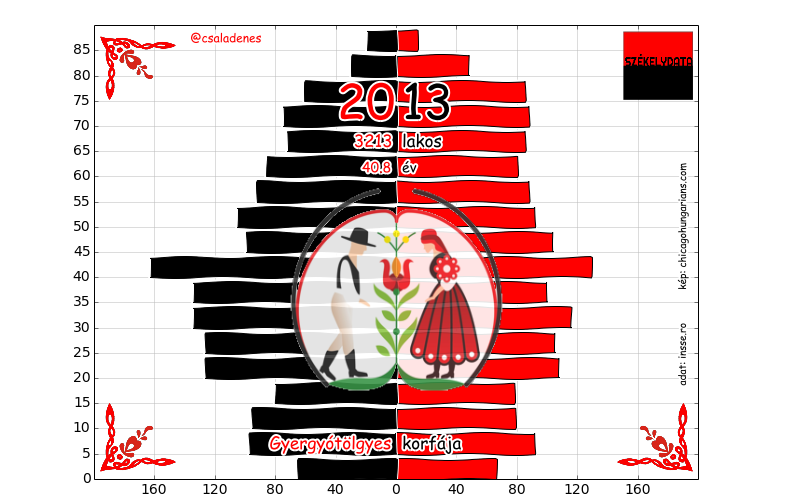 @csaladenes
SZÉKELYDATA
2013
3213 lakos
40.8 év
kép: chicagohungarians.com
adat: insse.ro
Gyergyótölgyes korfája
85
80
75
70
65
60
55
50
45
40
35
30
25
20
15
10
5
0
160 120 80 40 0 40 80 120 160